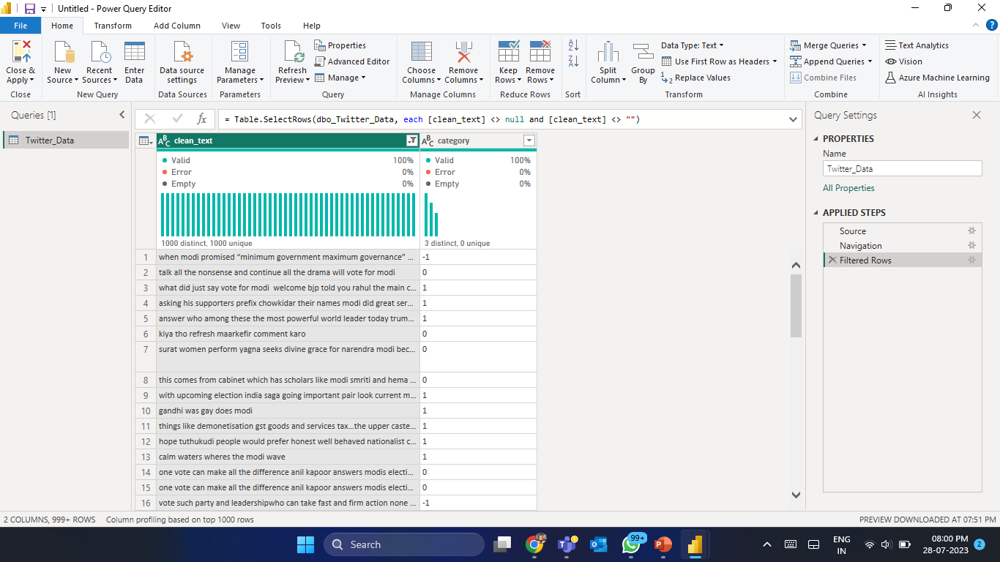 Untitled - Power Query Editor
File Home Transform Add Column View Tools Help
Close & Apply
New Source
Recent Sources
Enter Data
Data source settings
Manage Parameters
Refresh Preview
Properties
Advanced Editor
Manage
Choose Columns
Remove Columns
Keep Rows
Remove Rows
Split Column
Group By
Data Type: Text
Use First Row as Headers
Replace Values
Merge Queries
Append Queries
Combine Files
Text Analytics
Vision
Azure Machine Learning
Close New Query Data Sources Parameters Query Manage Columns Reduce Rows Sort Transform Combine AI Insights
Queries [1]
Twitter_Data
fx = Table.SelectRows(dbo_Twitter_Data, each [clean_text] <> null and [clean_text] <> "")
ABC clean_text ABC category
Valid 100% Valid 100%
Error 0% Error 0%
Empty 0% Empty 0%
1000 distinct, 1000 unique 3 distinct, 0 unique
1 when modi promised “minimum government maximum governance” ... -1
2 talk all the nonsense and continue all the drama will vote for modi 0
3 what did just say vote for modi  welcome bjp told you rahul the main c... 1
4 asking his supporters prefix chowkidar their names modi did great ser... 1
5 answer who among these the most powerful world leader today trum... 1
6 kiya tho refresh maarkefir comment karo 0
7 surat women perform yagna seeks divine grace for narendra modi bec... 0
8 this comes from cabinet which has scholars like modi smriti and hema ... 0
9 with upcoming election india saga going important pair look current m... 1
10 gandhi was gay does modi 1
11 things like demonetisation gst goods and services tax...the upper caste... 1
12 hope tuthukudi people would prefer honest well behaved nationalist c... 1
13 calm waters wheres the modi wave 1
14 one vote can make all the difference anil kapoor answers modis electi... 0
15 one vote can make all the difference anil kapoor answers modis electi... 0
16 vote such party and leadershipwho can take fast and firm action none ... -1
Query Settings
PROPERTIES
Name
Twitter_Data
All Properties
APPLIED STEPS
Source
Navigation
Filtered Rows
2 COLUMNS, 999+ ROWS Column profiling based on top 1000 rows PREVIEW DOWNLOADED AT 07:51 PM
Search
99+
ENG
IN
08:00 PM
28-07-2023
2